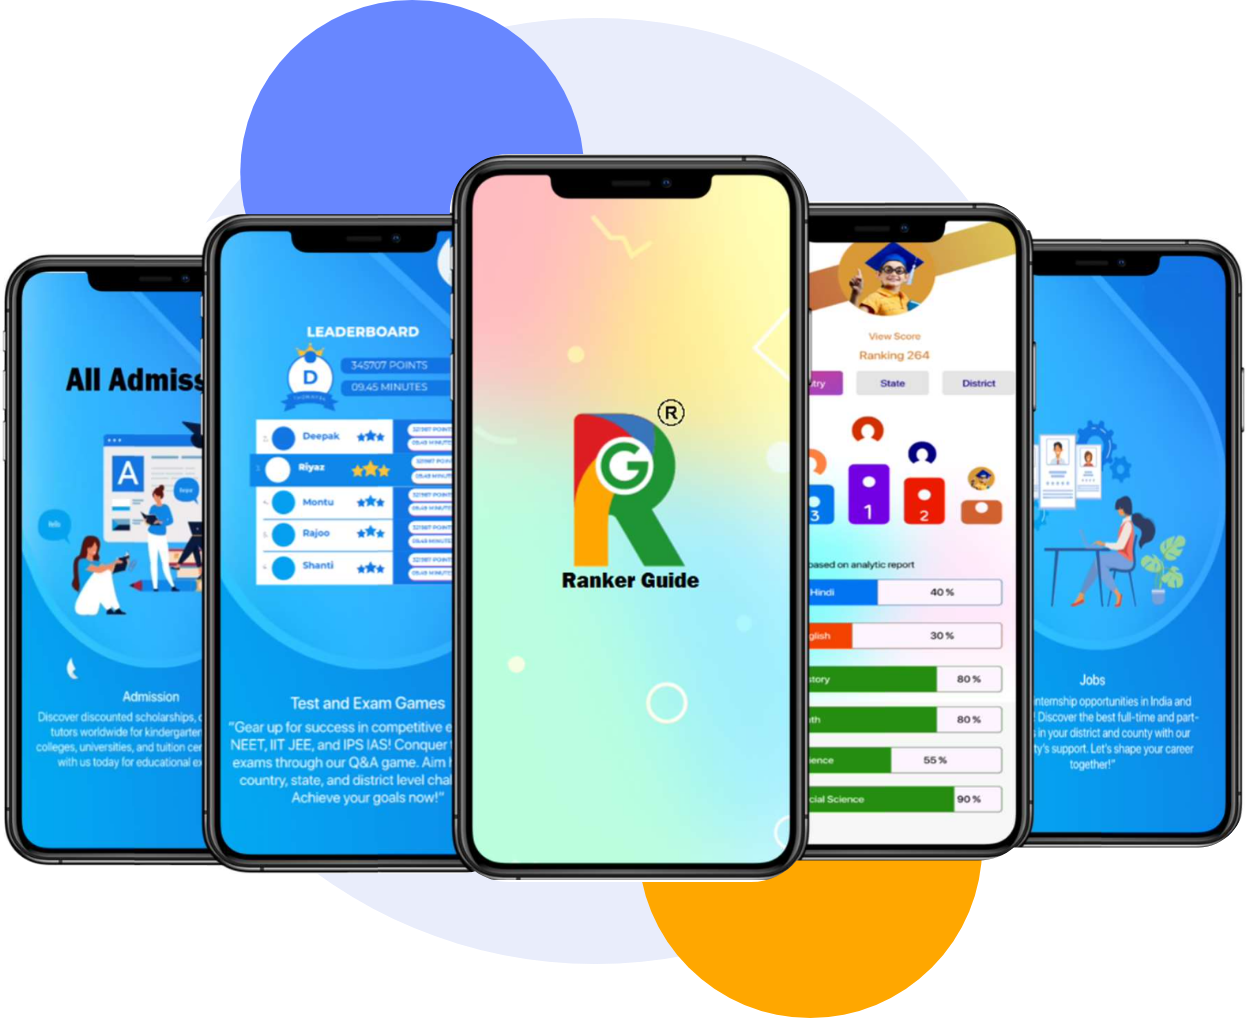 All Admiss
A
Hello
Admission
Discover discounted scholarships,
tutors worldwide for kindergarten
colleges, universities, and tuition cen
with us today for educational ex
LEADERBOARD
D
345707 POINTS
09.45 MINUTES
Deepak
Riyaz
Montu
Rajoo
Shanti
Test and Exam Games
“Gear up for success in competitive e
NEET, IIT JEE, and IPS IAS! Conquer
exams through our Q&A game. Aim
country, state, and district level chal
Achieve your goals now!”
R
G
Ranker Guide
View Score
Ranking 264
try
State
District
3
1
2
based on analytic report
Hindi
40 %
glish
30 %
tory
80 %
th
80 %
ience
55 %
cial Science
90 %
Jobs
nternship opportunities in India and
! Discover the best full-time and part-
s in your district and county with our
ty's support. Let's shape your career
together!”